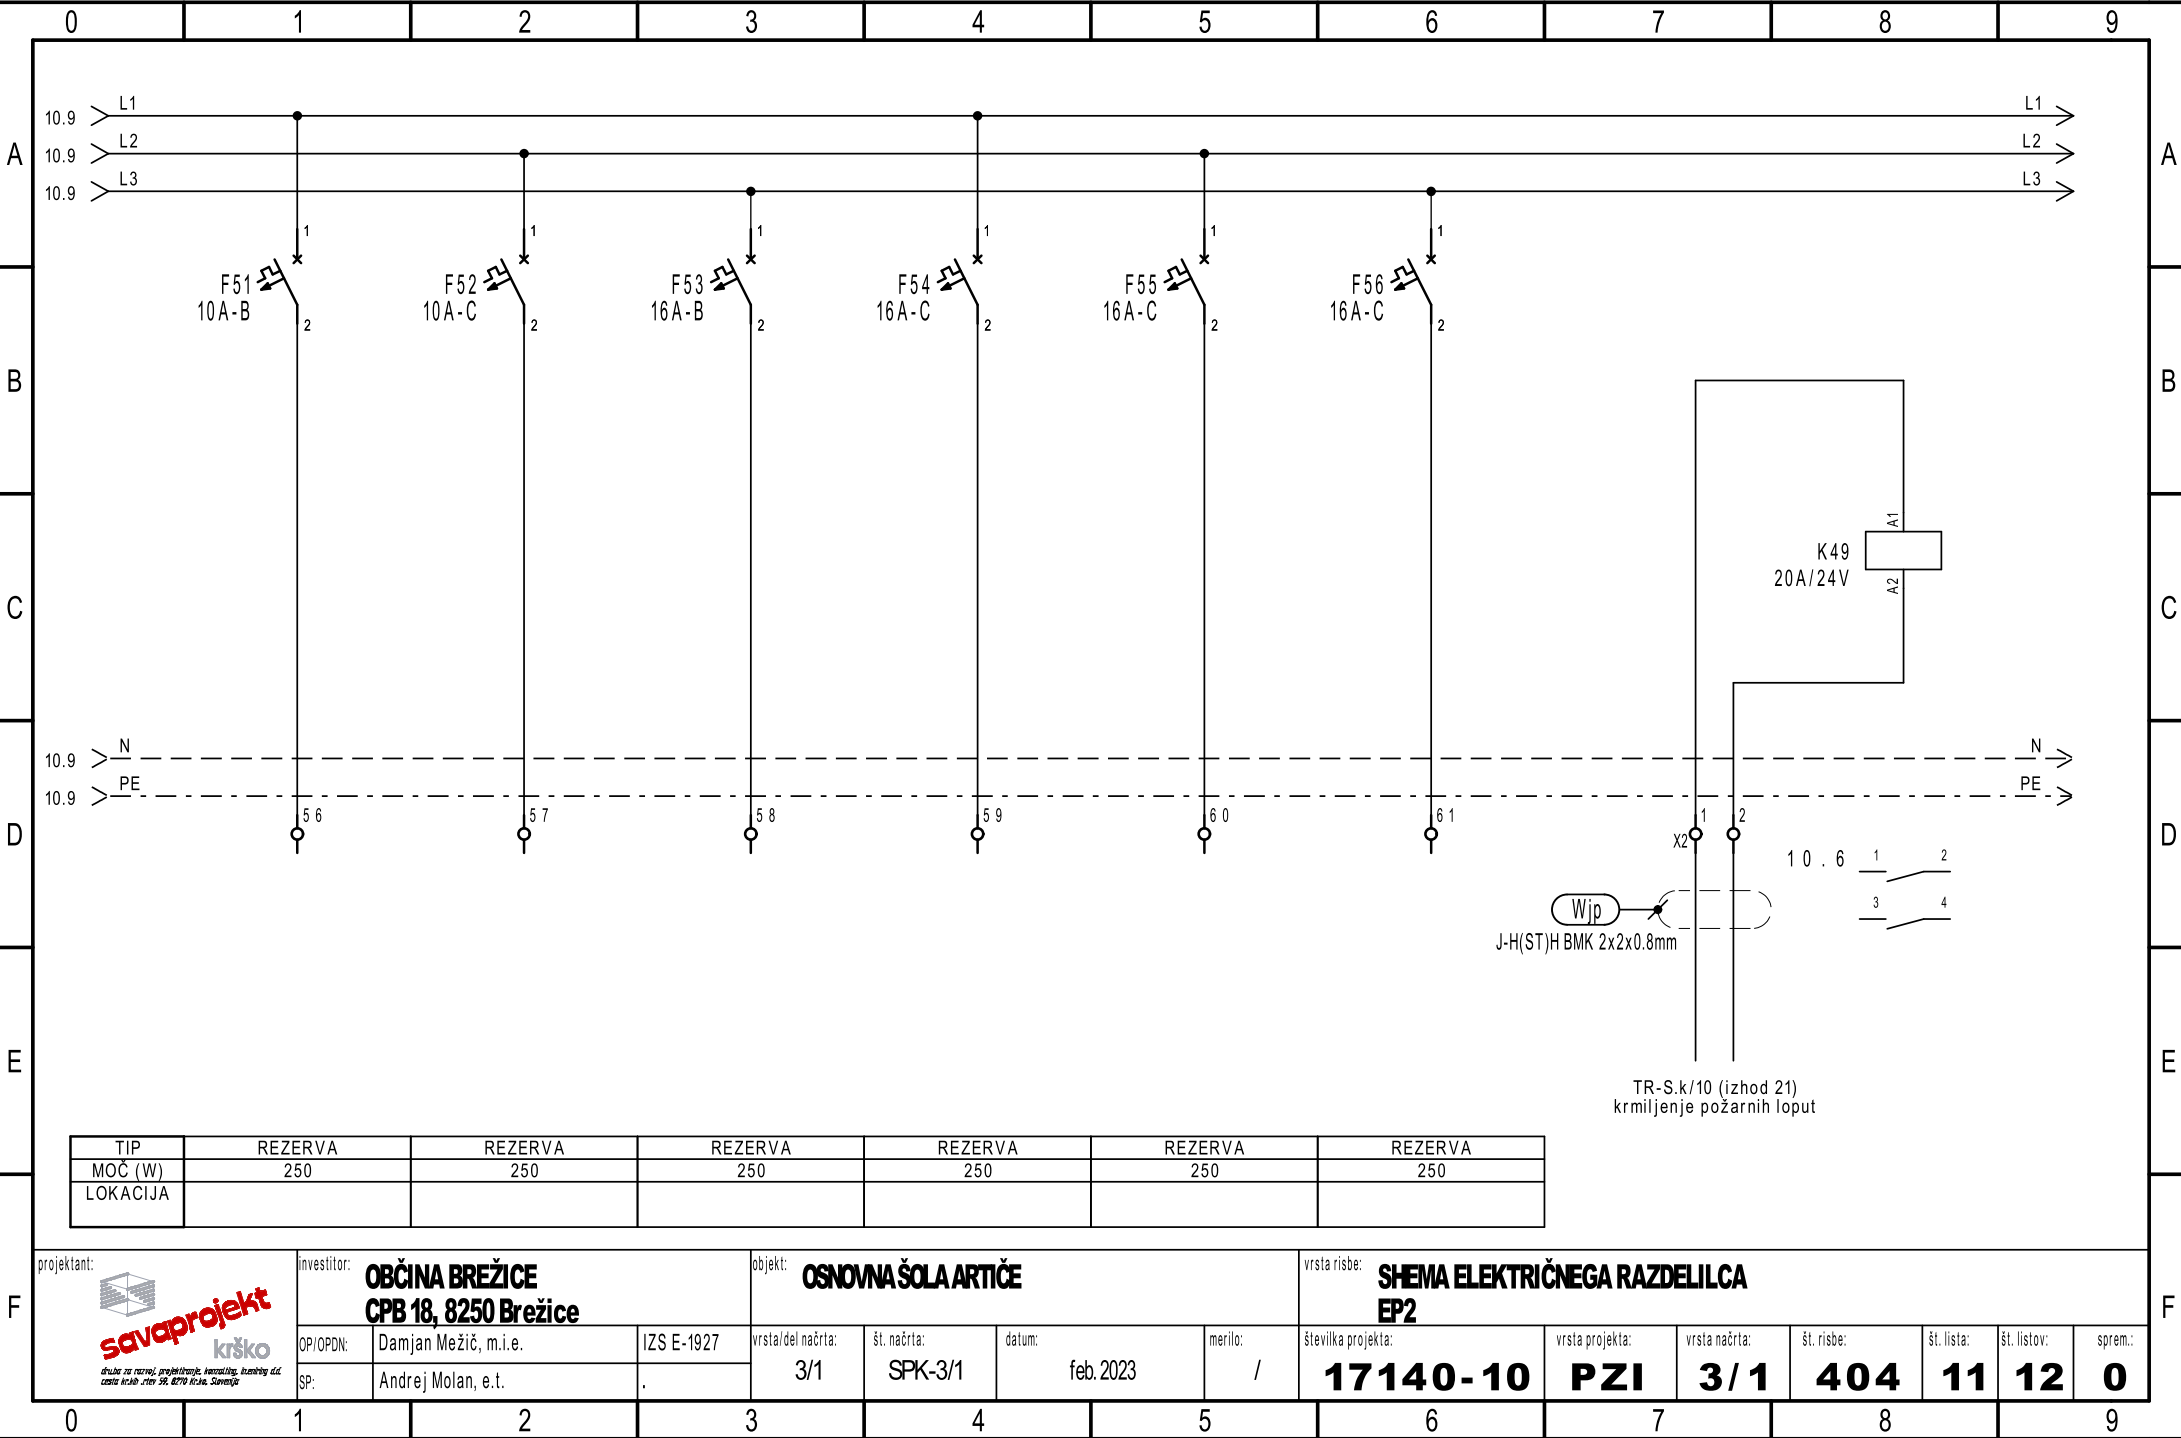 0 1 2 3 4 5 6 7 8 9
10.9 L1 L1
A 10.9 L2 L2 A
10.9 L3 L3
1 1 1 1 1 1
F51 F52 F53 F54 F55 F56
10A-B 10A-C 16A-B 16A-C 16A-C 16A-C
2 2 2 2 2 2
B B
A1
K49
20A/24V
A2
C C
10.9 N N
10.9 PE PE
56 57 58 59 60 61 1 2
D X2 D
10.6 1 2
3 4
Wjp
J-H(ST)H BMK 2x2x0.8mm
E E
TR-S.k/10 (izhod 21)
krmiljenje požarnih loput
TIP REZERVA REZERVA REZERVA REZERVA REZERVA REZERVA
MOČ (W) 250 250 250 250 250 250
LOKACIJA
projektant:
savaprojekt
krško
investitor: OBČINA BREŽICE
CPB 18, 8250 Brežice
objekt: OSNOVNA ŠOLA ARTIČE
vrsta risbe: SHEMA ELEKTRIČNEGA RAZDELILCA
EP2
F F
OP/OPDN: Damjan Mežič, m.i.e. IZS E-1927
SP: Andrej Molan, e.t. .
vrsta/del načrta: 3/1
št. načrta: SPK-3/1
datum: feb. 2023
merilo: /
številka projekta: 17140-10
vrsta projekta: PZI
vrsta načrta: 3/1
št. risbe: 404
št. lista: 11
št. listov: 12
sprem.: 0
0 1 2 3 4 5 6 7 8 9